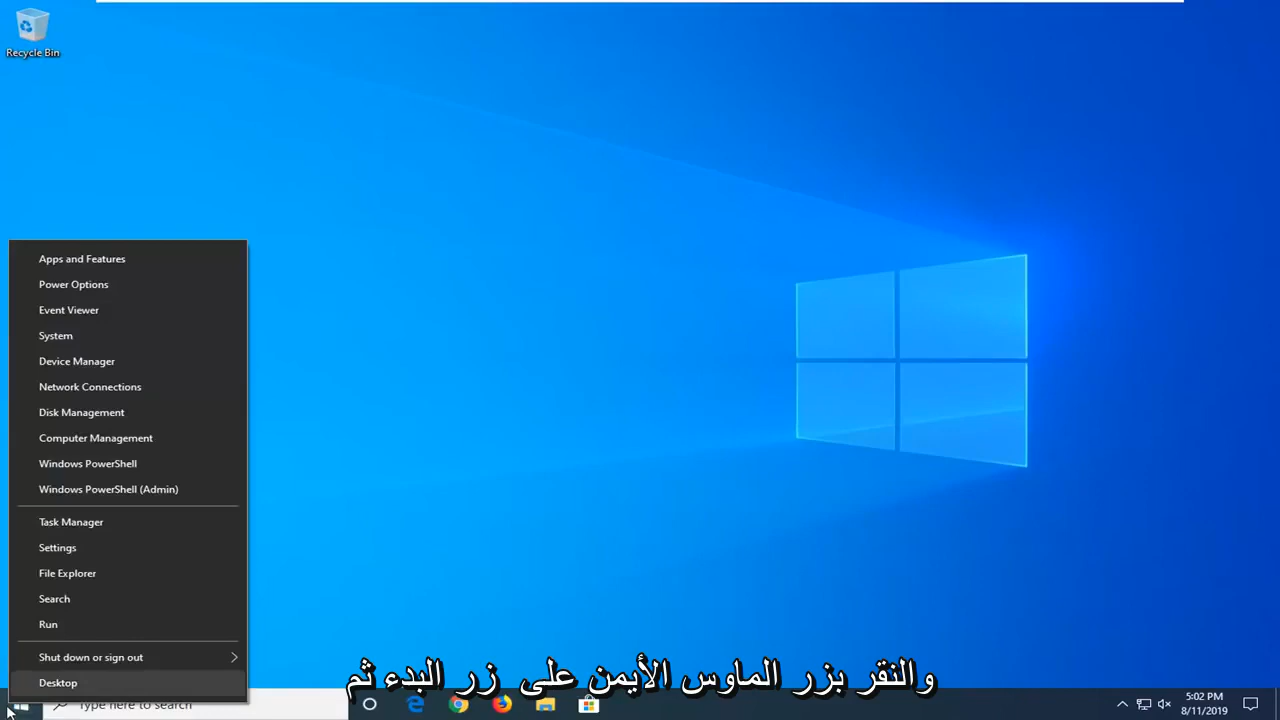 Recycle Bin
Apps and Features
Power Options
Event Viewer
System
Device Manager
Network Connections
Disk Management
Computer Management
Windows PowerShell
Windows PowerShell (Admin)
Task Manager
Settings
File Explorer
Search
Run
Shut down or sign out
Desktop
والنقر بزر الماوس الأيمن على زر البدء ثم
Type here to search
5:02 PM
8/11/2019